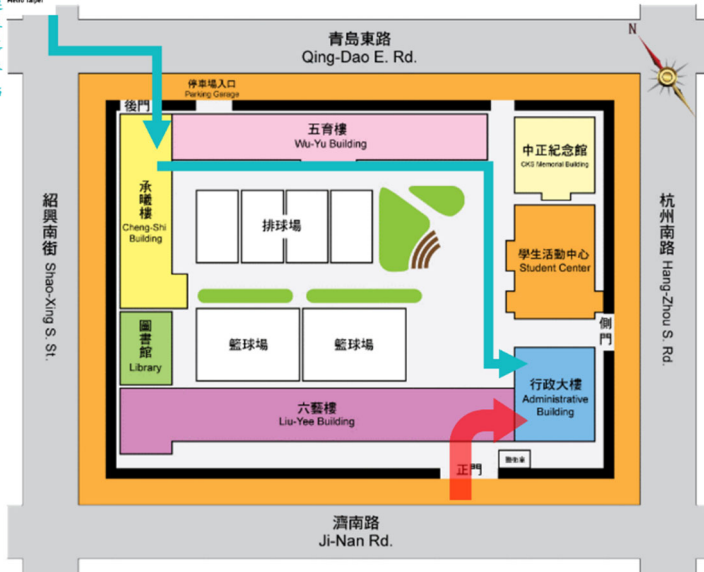 Metro Taipei
N
青島東路
Qing-Dao E. Rd.
停車場入口
Parking Garage
後門
五育樓
Wu-Yu Building
中正紀念館
CKS Memorial Building
承曦樓
Cheng-Shi
Building
排球場
紹興南街 Shao-Xing S. St.
杭州南路 Hang-Zhou S. Rd.
學生活動中心
Student Center
圖書館
Library
籃球場
籃球場
側門
行政大樓
Administrative
Building
六藝樓
Liu-Yee Building
正門
濟南路
Ji-Nan Rd.